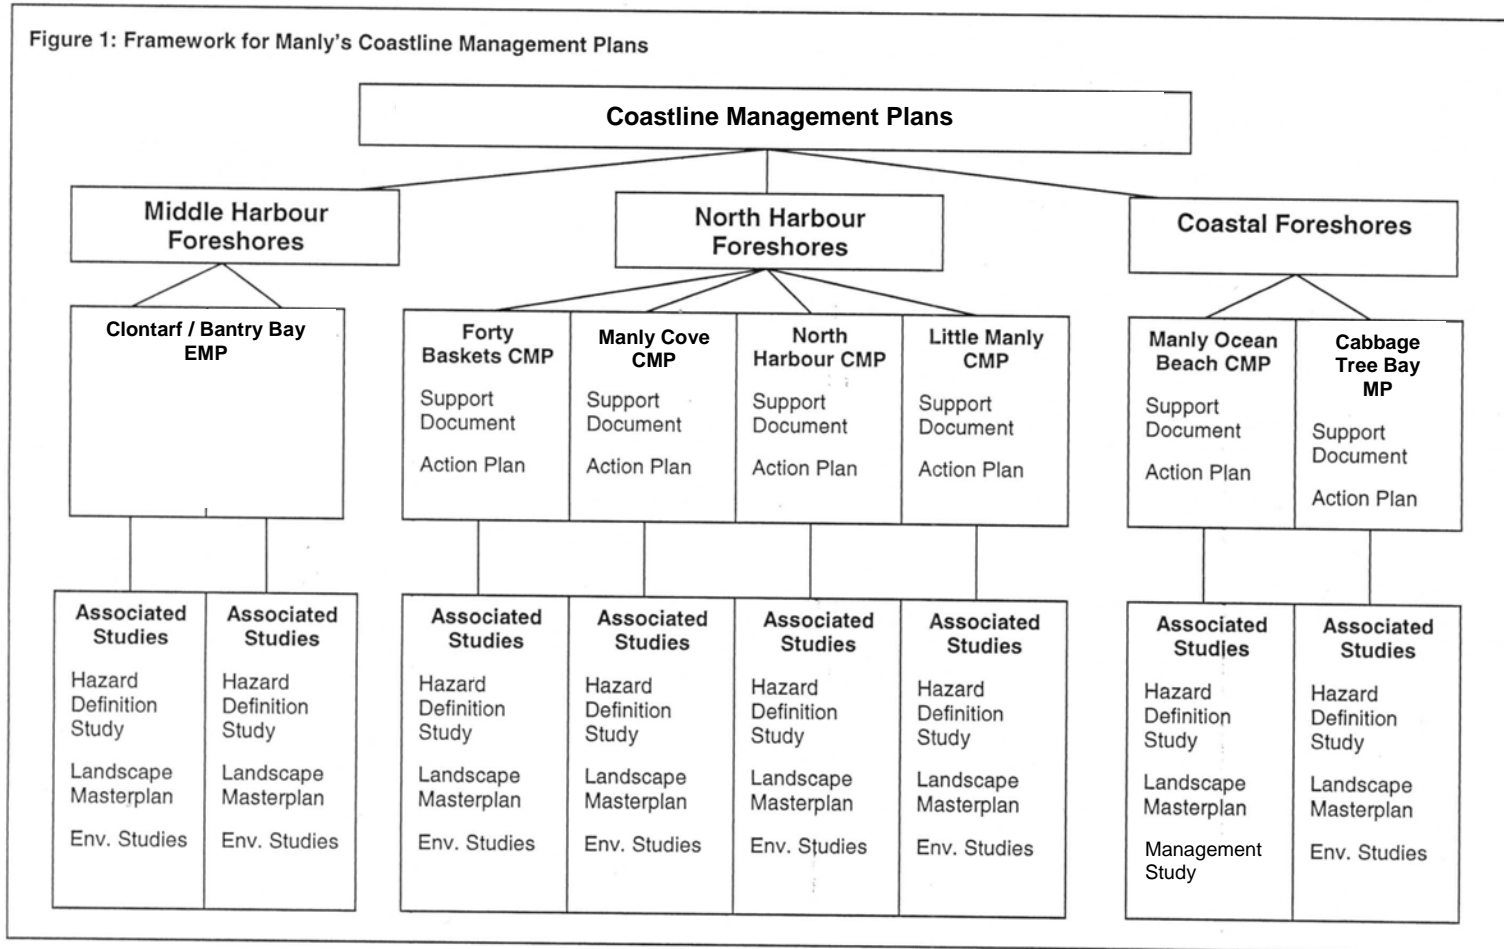 Figure 1: Framework for Manly's Coastline Management Plans
Coastline Management Plans
Middle Harbour
Foreshores
North Harbour
Foreshores
Coastal Foreshores
Clontarf / Bantry Bay
EMP
Forty
Baskets CMP
Support
Document
Action Plan
Manly Cove
CMP
Support
Document
Action Plan
North
Harbour CMP
Support
Document
Action Plan
Little Manly
CMP
Support
Document
Action Plan
Manly Ocean
Beach CMP
Support
Document
Action Plan
Cabbage
Tree Bay
MP
Support
Document
Action Plan
Associated
Studies
Hazard
Definition
Study
Landscape
Masterplan
Env. Studies
Associated
Studies
Hazard
Definition
Study
Landscape
Masterplan
Env. Studies
Associated
Studies
Hazard
Definition
Study
Landscape
Masterplan
Env. Studies
Associated
Studies
Hazard
Definition
Study
Landscape
Masterplan
Env. Studies
Associated
Studies
Hazard
Definition
Study
Landscape
Masterplan
Env. Studies
Associated
Studies
Hazard
Definition
Study
Landscape
Masterplan
Env. Studies
Associated
Studies
Hazard
Definition
Study
Landscape
Masterplan
Management
Study
Associated
Studies
Hazard
Definition
Study
Landscape
Masterplan
Env. Studies